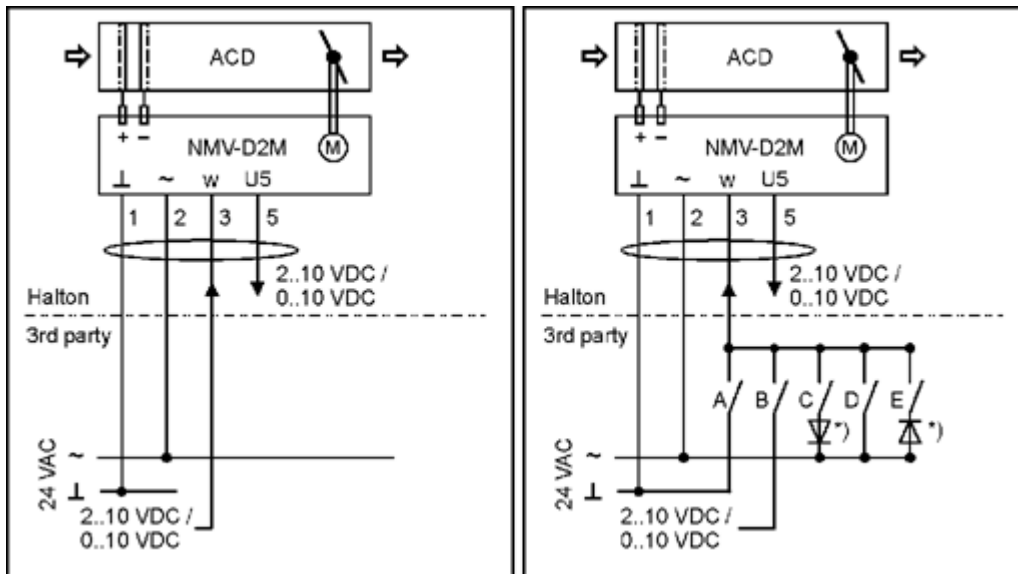 ACD
+ −
NMV-D2M M
⊥ ~ w U5
1 2 3 5
2..10 VDC /
0..10 VDC
Halton
3rd party
24 VAC
~
⊥
2..10 VDC /
0..10 VDC
ACD
+ −
NMV-D2M M
⊥ ~ w U5
1 2 3 5
2..10 VDC /
0..10 VDC
Halton
3rd party
A B C D E
*) *)
24 VAC
~
⊥
2..10 VDC /
0..10 VDC